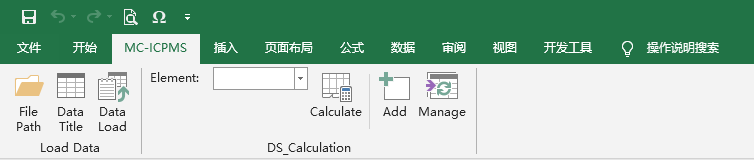 Ω
文件 开始 MC-ICPMS 插入 页面布局 公式 数据 审阅 视图 开发工具 操作说明搜索
Element:
File Path
Data Title
Data Load
Calculate
Add
Manage
Load Data
DS_Calculation